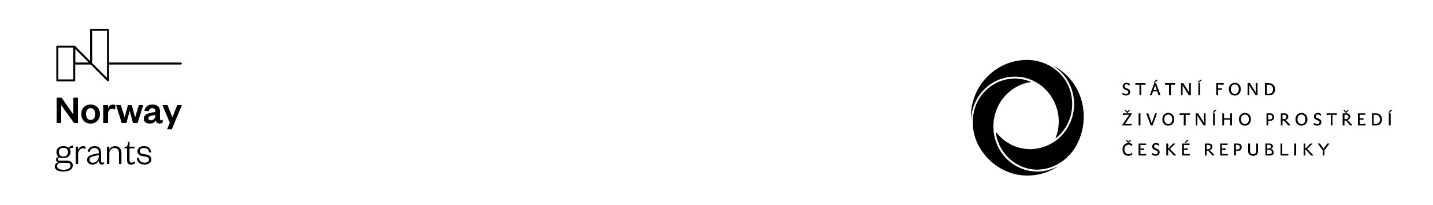 Norway
grants
STÁTNÍ FOND
ŽIVOTNÍHO PROSTŘEDÍ
ČESKÉ REPUBLIKY